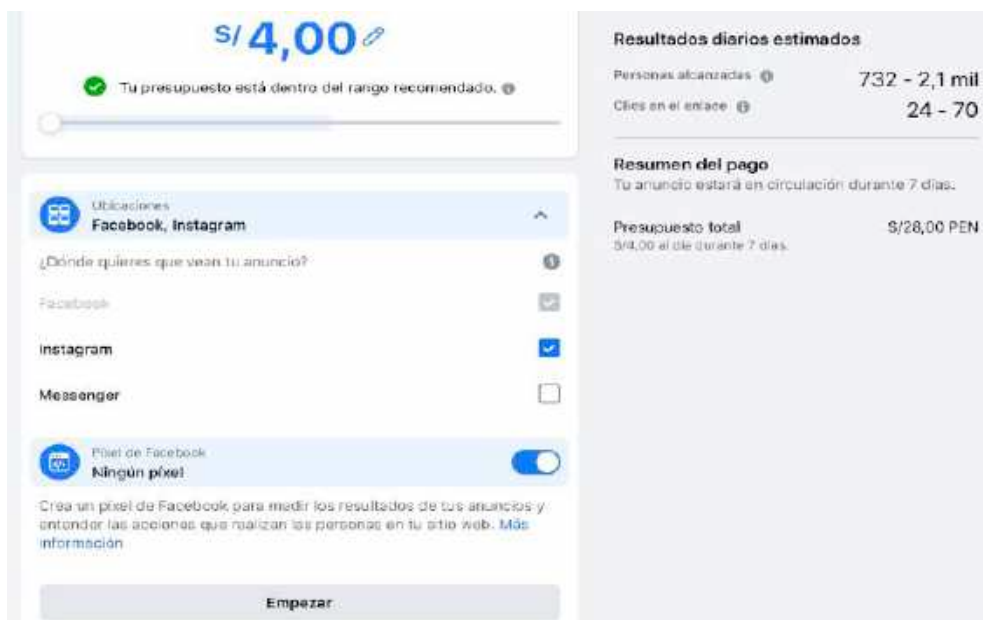 S/ 4,00
Tu presupuesto está dentro del rango recomendado.
Ubicaciones
Facebook, Instagram
¿Dónde quieres que vean tu anuncio?
Facebook
Instagram
Messenger
Píxel de Facebook
Ningún píxel
Crea un píxel de Facebook para medir los resultados de tus anuncios y
entender las acciones que realizan las personas en tu sitio web. Más
información
Empezar
Resultados diarios estimados
Personas alcanzadas 732 - 2,1 mil
Clics en el enlace 24 - 70
Resumen del pago
Tu anuncio estará en circulación durante 7 días.
Presupuesto total S/28,00 PEN
S/4,00 al día durante 7 días.